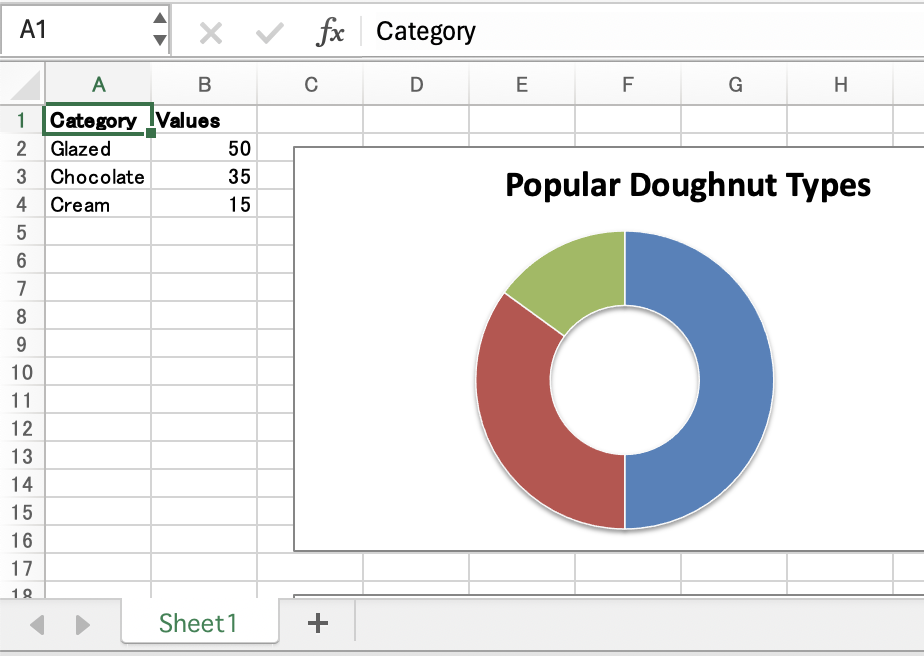 A1 fx Category
A B C D E F G H
1 Category Values
2 Glazed 50
3 Chocolate 35
4 Cream 15
5
6
7
8
9
10
11
12
13
14
15
16
17
18
Popular Doughnut Types
Sheet1 +